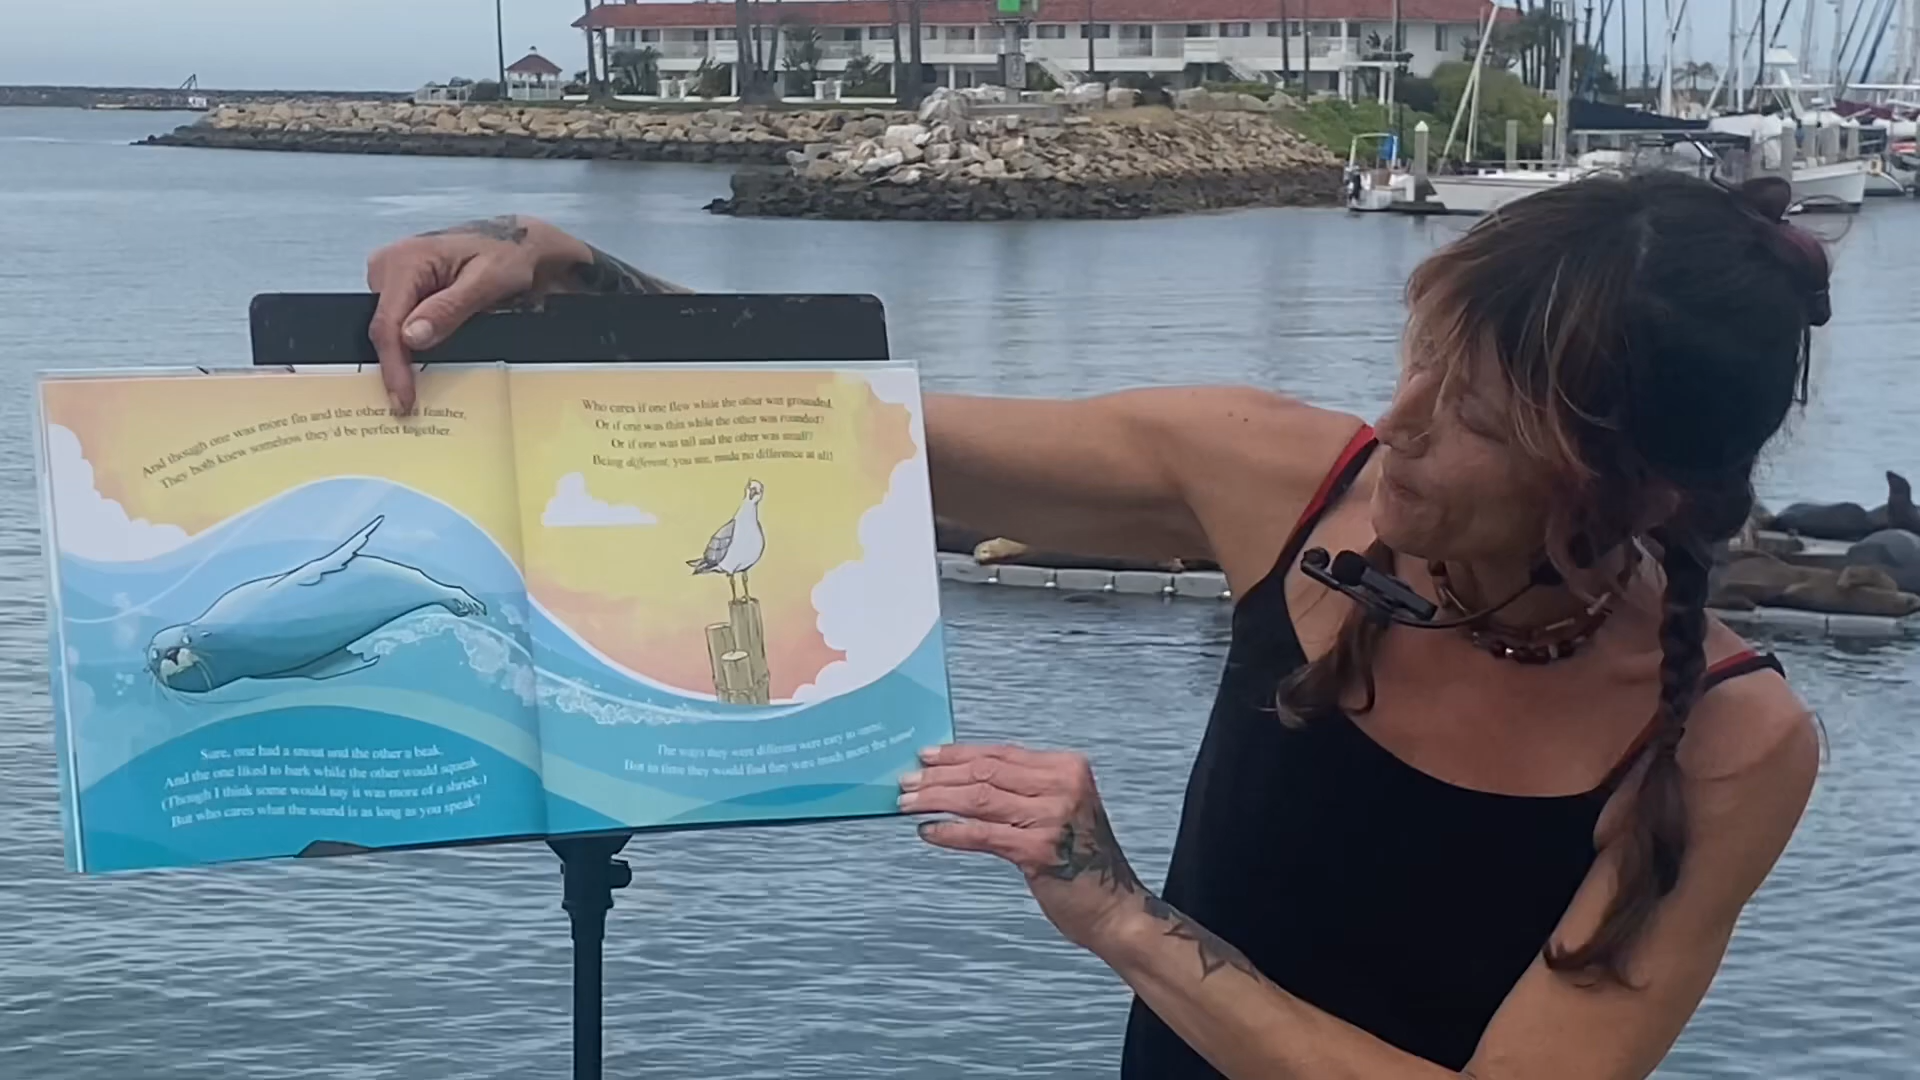 And though one was more fin and the other feather,
They both knew somehow they'd be perfect together.
Sure, one had a snout and the other a beak.
And the one liked to bark while the other would squeak.
(Though I think some would say it was more of a shriek.)
But who cares what the sound is as long as you speak?
Who cares if one flew while the other was grounded,
Or if one was thin while the other was rounded?
Or if one was tall and the other was small?
Being different, you see, made no difference at all!
The ways they were different were easy to
But in time they would find they were much more the same!